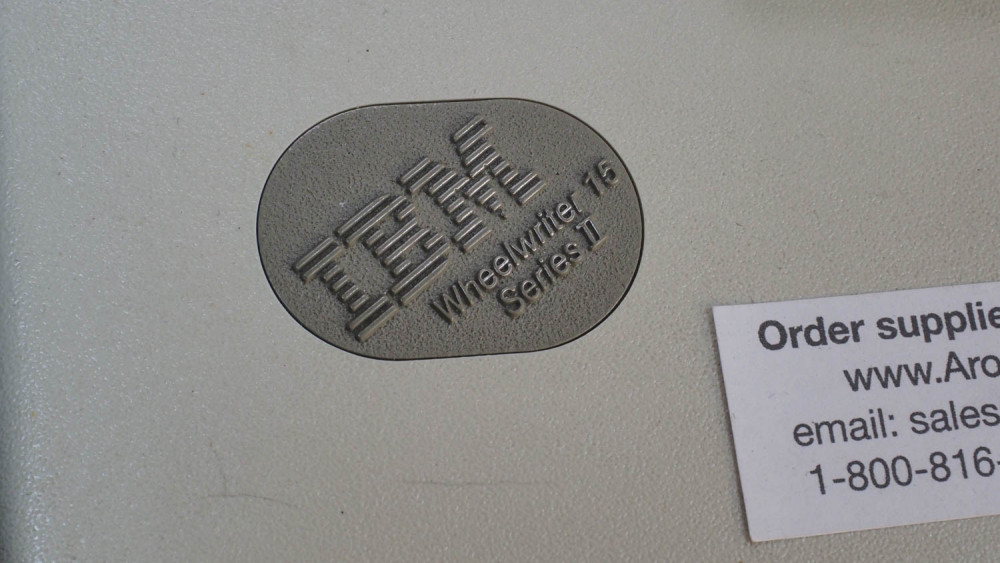 IBM
Wheelwriter 15
Series II
Order supplie
www.Aro
email: sales
1-800-816-